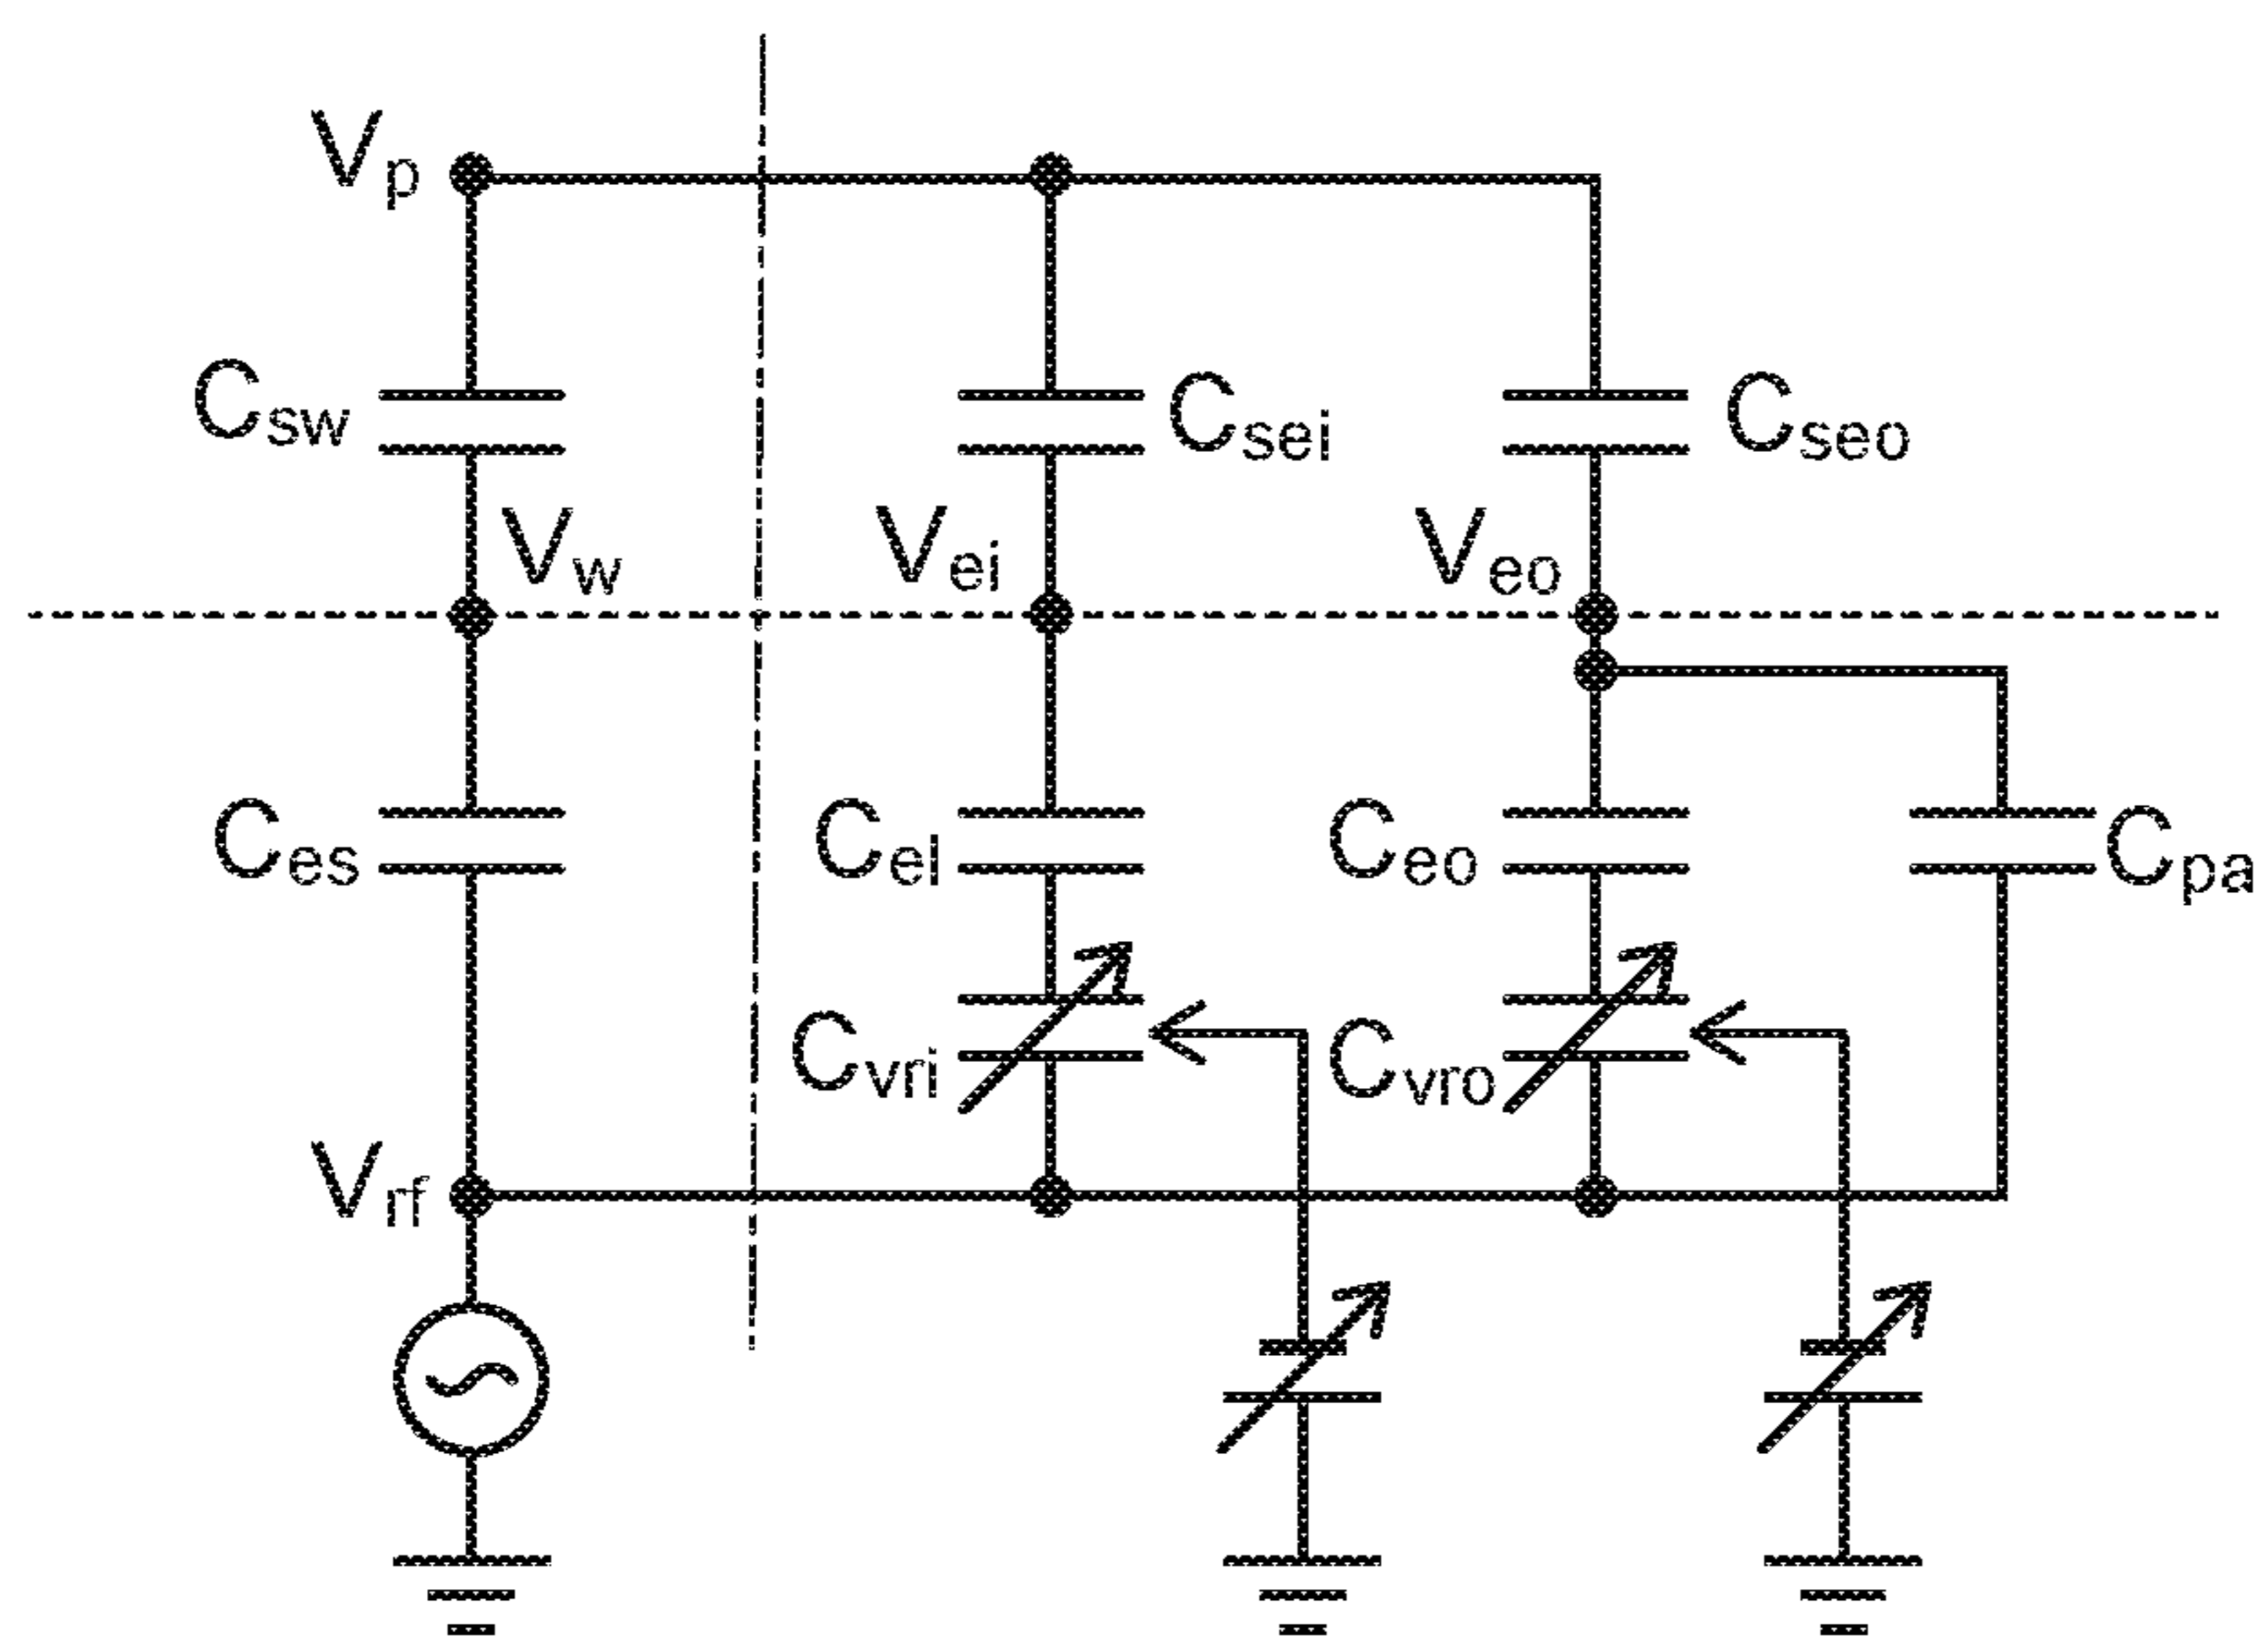 Vp
Csw
Csei
Cseo
Vw
Vei
Veo
Ces
Cel
Ceo
Cpa
Cvri
Cvro
Vrf